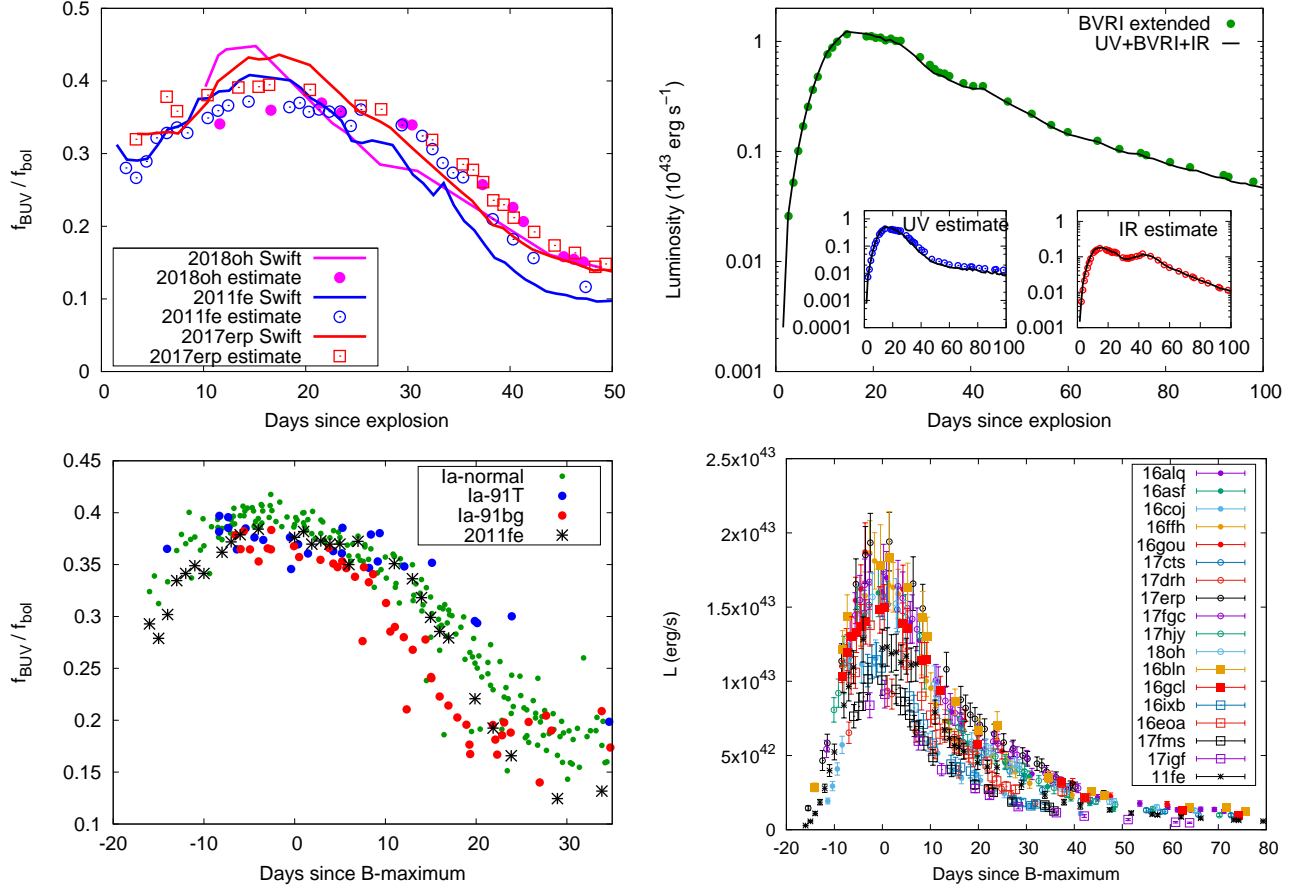 0.5
0.4
0.3
0.2
0.1
0
f_BUV / f_bol
2018oh Swift
2018oh estimate
2011fe Swift
2011fe estimate
2017erp Swift
2017erp estimate
0 10 20 30 40 50
Days since explosion
1
0.1
0.01
0.001
Luminosity (10^43 erg s^−1)
BVRI extended
UV+BVRI+IR
1
0.1
0.01
0.001
0.0001
UV estimate
0 20 40 60 80 100
1
0.1
0.01
0.001
IR estimate
0 20 40 60 80 100
0 20 40 60 80 100
Days since explosion
0.45
0.4
0.35
0.3
0.25
0.2
0.15
0.1
f_BUV / f_bol
Ia-normal
Ia-91T
Ia-91bg
2011fe
-20 -10 0 10 20 30
Days since B-maximum
2.5x10^43
2x10^43
1.5x10^43
1x10^43
5x10^42
0
L (erg/s)
16alq
16asf
16coj
16ffh
16gou
17cts
17drh
17erp
17fgc
17hjy
18oh
16bln
16gcl
16ixb
16eoa
17fms
17igf
11fe
-20 -10 0 10 20 30 40 50 60 70 80
Days since B-maximum